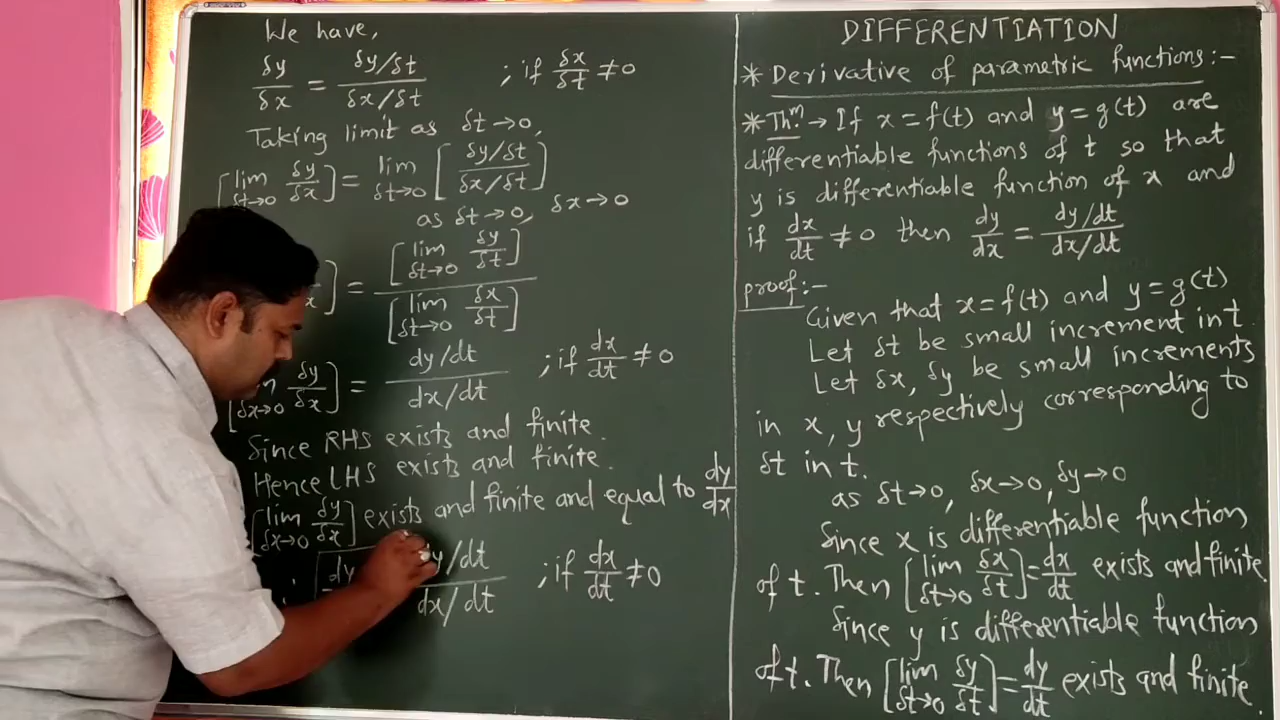 We have,
δy/δx = (δy/δt)/(δx/δt) ; if δx/δt ≠ 0
Taking limit as δt→0,
[lim δt→0 δy/δx] = lim δt→0 [(δy/δt)/(δx/δt)]
as δt→0, δx→0
] = [lim δt→0 δy/δt]/[lim δt→0 δx/δt]
[lim δx→0 δy/δx] = (dy/dt)/(dx/dt) ; if dx/dt ≠ 0
Since RHS exists and finite.
Hence LHS exists and finite.
[lim δx→0 δy/δx] exists and finite and equal to dy/dx
dy (dy/dt)/(dx/dt) ; if dx/dt ≠ 0
DIFFERENTIATION
* Derivative of parametric functions:-
* Thm. → If x = f(t) and y = g(t) are
differentiable functions of t so that
y is differentiable function of x and
if dx/dt ≠ 0 then dy/dx = (dy/dt)/(dx/dt)
proof:-
Given that x = f(t) and y = g(t)
Let δt be small increment in t
Let δx, δy be small increments
in x, y respectively corresponding to
δt in t.
as δt→0, δx→0, δy→0
Since x is differentiable function
of t. Then [lim δt→0 δx/δt] = dx/dt exists and finite.
Since y is differentiable function
of t. Then [lim δt→0 δy/δt] = dy/dt exists and finite.